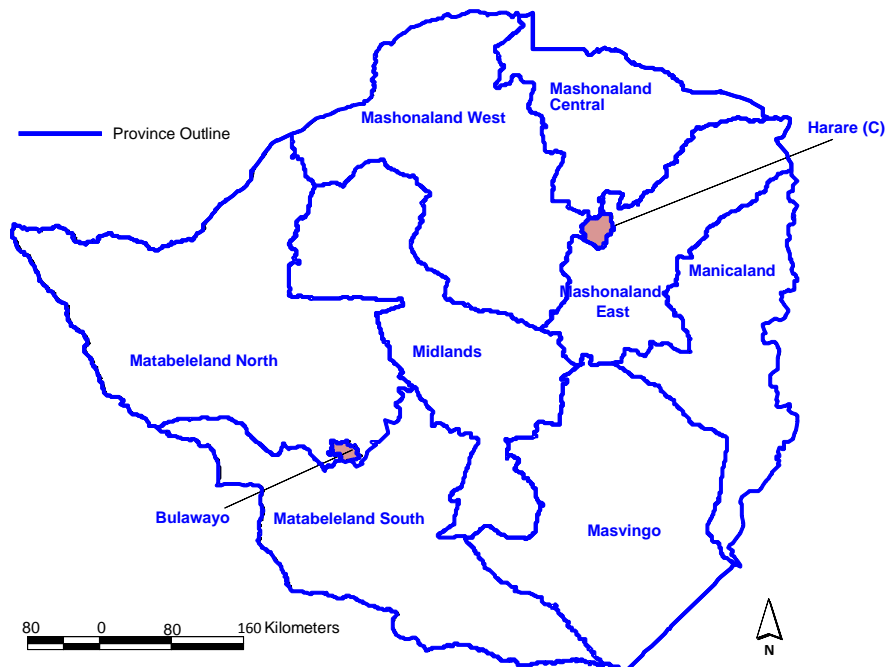 Mashonaland
Central
Mashonaland West
Harare (C)
Province Outline
Manicaland
Mashonaland
East
Midlands
Matabeleland North
Bulawayo
Matabeleland South
Masvingo
80 0 80 160 Kilometers
N